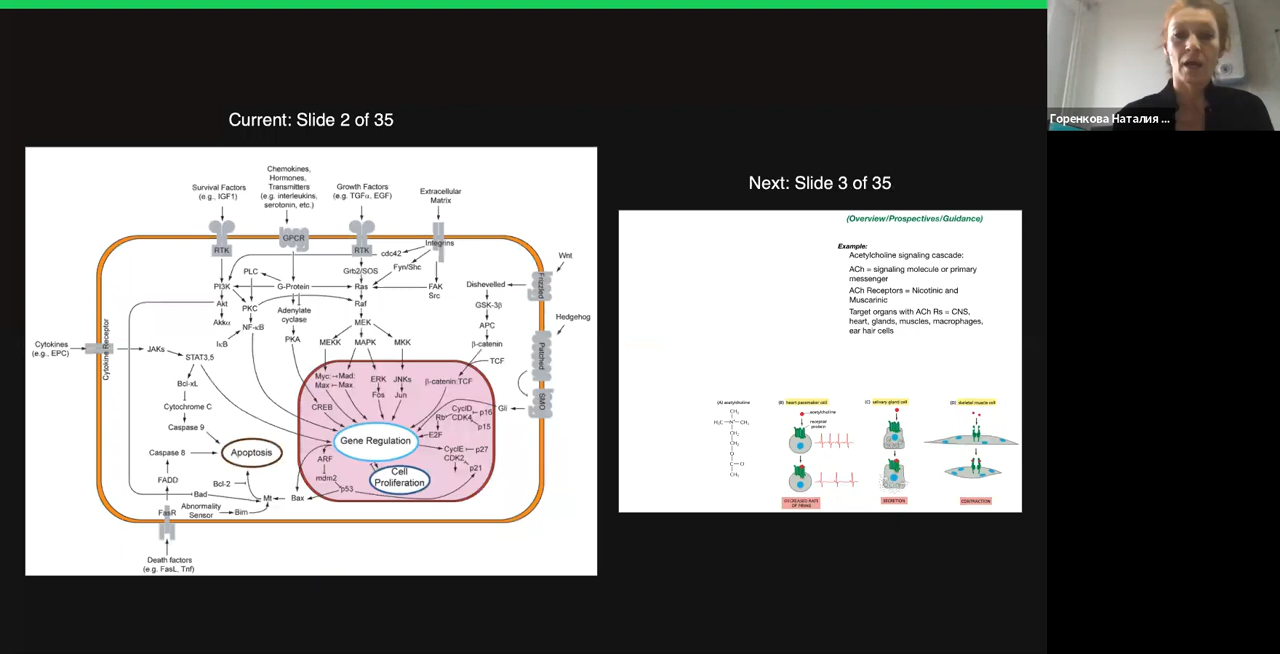 Current: Slide 2 of 35
Survival Factors
(e.g., IGF1)
Chemokines,
Hormones,
Transmitters
(e.g. interleukins,
serotonin, etc.)
Growth Factors
(e.g. TGFα, EGF)
Extracellular
Matrix
RTK
GPCR
RTK
Integrins
cdc42
Wnt
PLC
Grb2/SOS
Fyn/Shc
Frizzled
PI3K
G-Protein
Ras
FAK
Src
Dishevelled
Akt
PKC
Adenylate
cyclase
Raf
GSK-3β
Akkα
NF-κB
MEK
APC
Hedgehog
IκB
PKA
MEKK
MAPK
MKK
β-catenin
TCF
Cytokines
(e.g., EPC)
Cytokine Receptor
JAKs
STAT3,5
Patched
Myc:
Mad:
Max
Max
ERK
JNKs
Fos
Jun
β-catenin:TCF
Bcl-xL
Cytochrome C
Caspase 9
CREB
CycID
CDK4
p16
p15
Rb
E2F
Gli
SMO
Gene Regulation
Apoptosis
Caspase 8
ARF
CyclE
p27
CDK2
p21
FADD
Bcl-2
mdm2
Cell
Proliferation
p53
Bad
Mt
Bax
FasR
Abnormality
Sensor
Bim
Death factors
(e.g. FasL, Tnf)
Next: Slide 3 of 35
(Overview/Prospectives/Guidance)
Example:
Acetylcholine signaling cascade:
ACh = signaling molecule or primary
messenger
ACh Receptors = Nicotinic and
Muscarinic
Target organs with ACh Rs = CNS,
heart, glands, muscles, macrophages,
ear hair cells
(A) acetylcholine
(B) heart pacemaker cell
(C) salivary gland cell
(D) skeletal muscle cell
acetylcholine
receptor
protein
CH₃
H₃C
N⁺
CH₃
CH₂
CH₂
O
C
O
CH₃
DECREASED RATE
OF FIRING
SECRETION
CONTRACTION
Горенкова Наталия ...